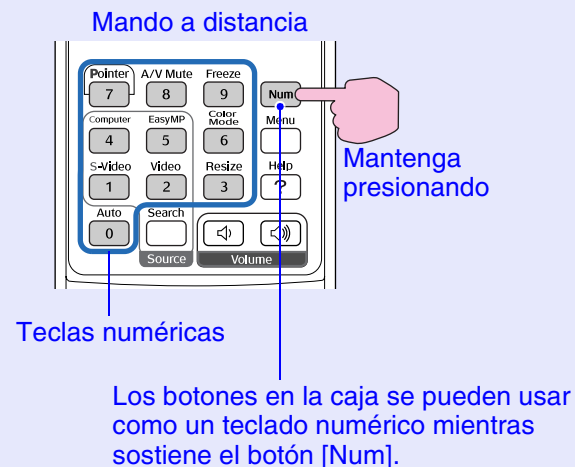 Mando a distancia
Pointer A/V Mute Freeze
7 8 9 Num
Computer EasyMP Color Mode Menu
4 5 6
S-Video Video Resize Help
1 2 3 ?
Auto Search
0
Source Volume
Mantenga
presionando
Teclas numéricas
Los botones en la caja se pueden usar
como un teclado numérico mientras
sostiene el botón [Num].